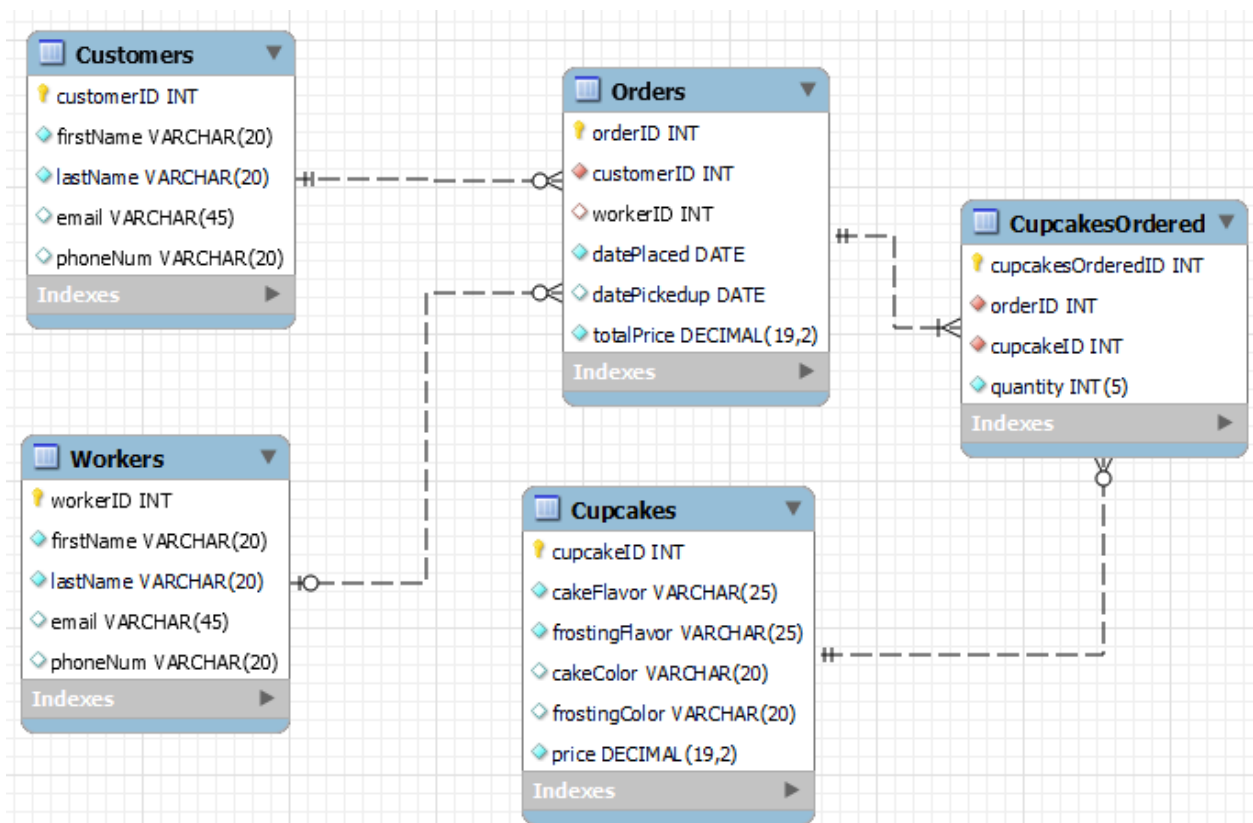 Customers
customerID INT
firstName VARCHAR(20)
lastName VARCHAR(20)
email VARCHAR(45)
phoneNum VARCHAR(20)
Indexes
Orders
orderID INT
customerID INT
workerID INT
datePlaced DATE
datePickedup DATE
totalPrice DECIMAL(19,2)
Indexes
CupcakesOrdered
cupcakesOrderedID INT
orderID INT
cupcakeID INT
quantity INT(5)
Indexes
Workers
workerID INT
firstName VARCHAR(20)
lastName VARCHAR(20)
email VARCHAR(45)
phoneNum VARCHAR(20)
Indexes
Cupcakes
cupcakeID INT
cakeFlavor VARCHAR(25)
frostingFlavor VARCHAR(25)
cakeColor VARCHAR(20)
frostingColor VARCHAR(20)
price DECIMAL(19,2)
Indexes